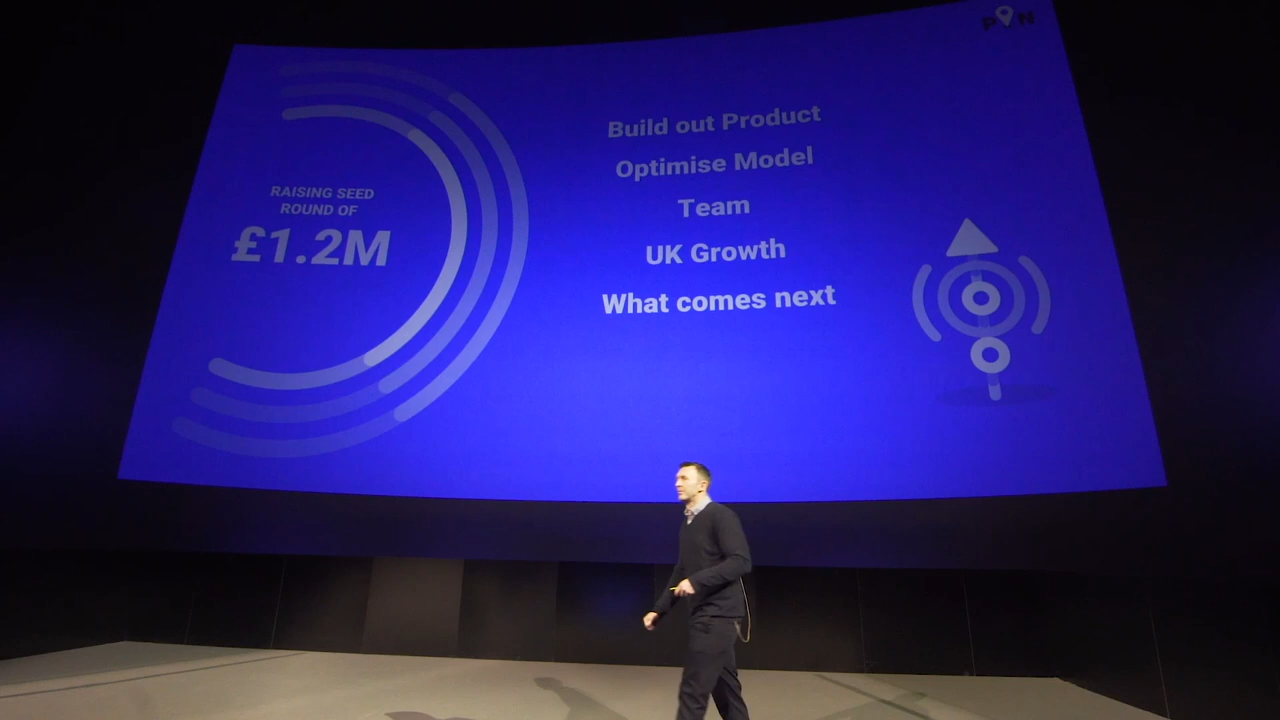 P N
RAISING SEED
ROUND OF
£1.2M
Build out Product
Optimise Model
Team
UK Growth
What comes next